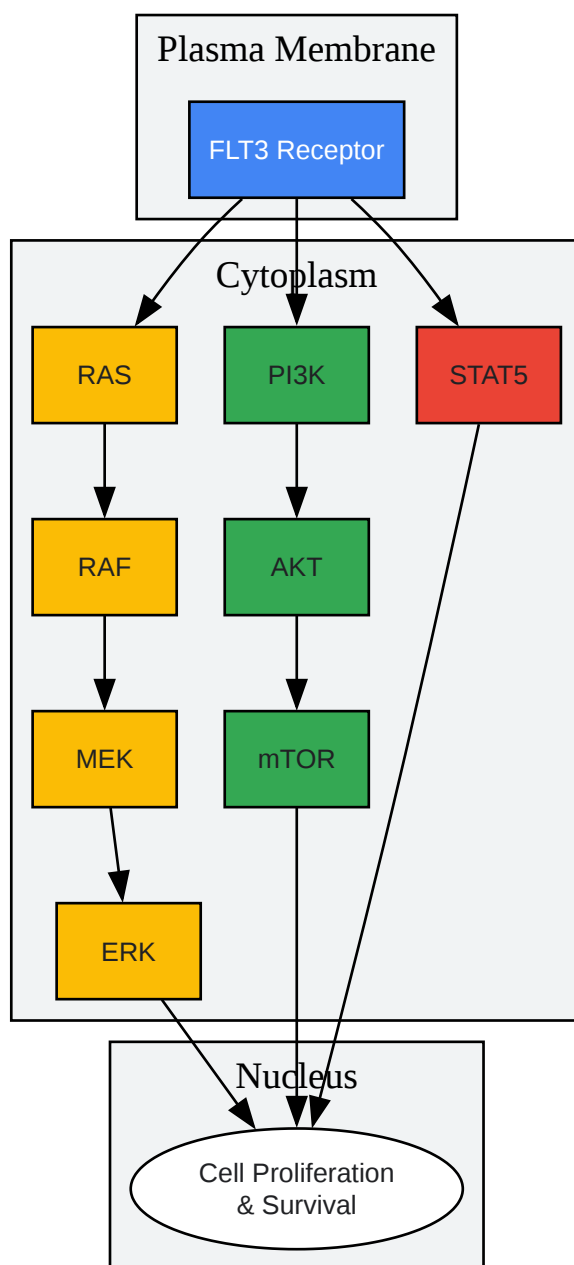 Plasma Membrane
FLT3 Receptor
Cytoplasm
RAS
PI3K
STAT5
RAF
AKT
MEK
mTOR
ERK
Nucleus
Cell Proliferation
& Survival